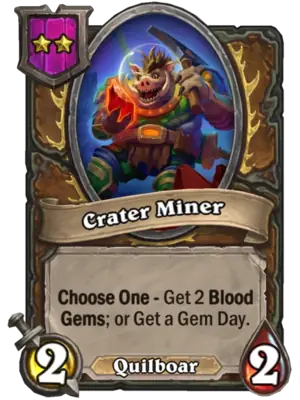 Crater Miner
Choose One - Get 2 Blood
Gems; or Get a Gem Day.
2
Quilboar
2